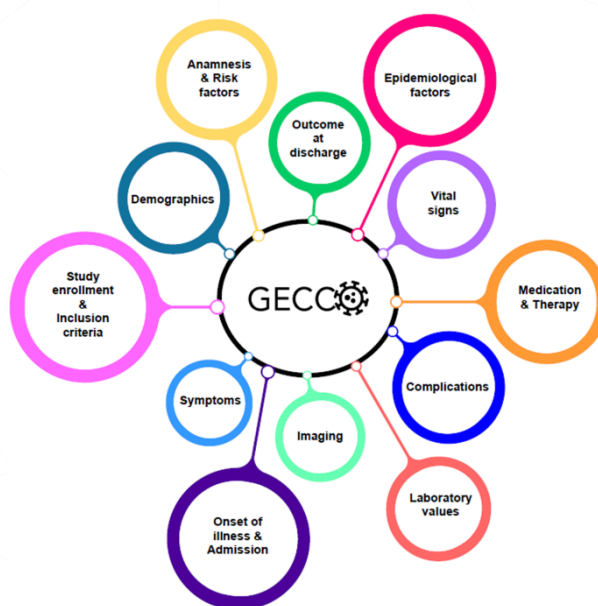 Anamnesis
& Risk
factors
Epidemiological
factors
Outcome
at
discharge
Demographics
Vital
signs
Study
enrollment
&
Inclusion
criteria
GECCO
Medication
& Therapy
Symptoms
Complications
Imaging
Laboratory
values
Onset of
illness &
Admission